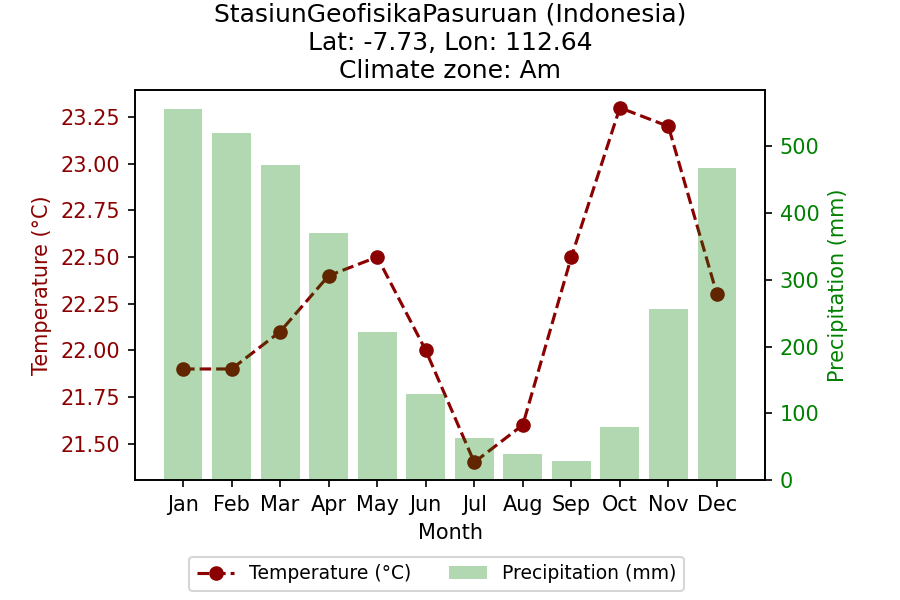 StasiunGeofisikaPasuruan (Indonesia)
Lat: -7.73, Lon: 112.64
Climate zone: Am
Temperature (°C)
23.25
23.00
22.75
22.50
22.25
22.00
21.75
21.50
Precipitation (mm)
500
400
300
200
100
0
Jan Feb Mar Apr May Jun Jul Aug Sep Oct Nov Dec
Month
Temperature (°C) Precipitation (mm)